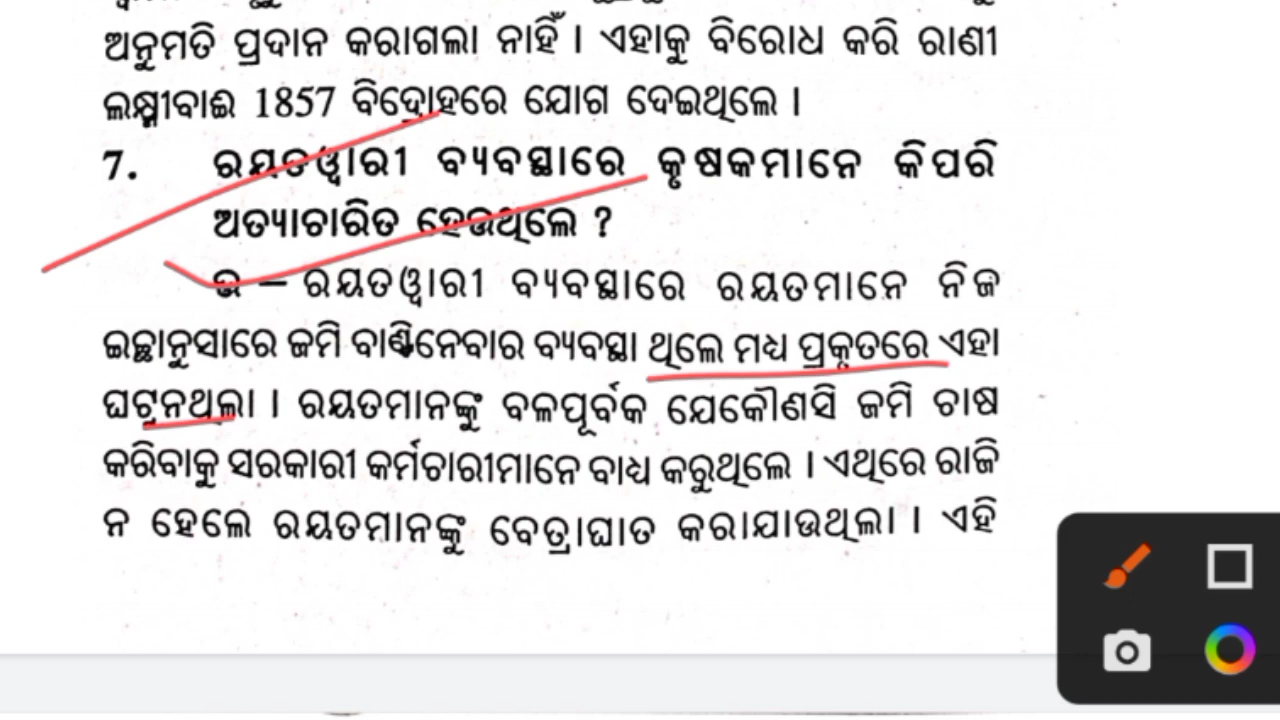 ଅନୁମତି ପ୍ରଦାନ କରାଗଲା ନାହିଁ । ଏହାକୁ ବିରୋଧ କରି ରାଣୀ
ଲକ୍ଷ୍ମୀବାଈ 1857 ବିଦ୍ରୋହରେ ଯୋଗ ଦେଇଥିଲେ ।
7. ରୟତୱାରୀ ବ୍ୟବସ୍ଥାରେ କୃଷକମାନେ କିପରି
ଅତ୍ୟାଚାରିତ ହେଉଥିଲେ ?
ଉ – ରୟତୱାରୀ ବ୍ୟବସ୍ଥାରେ ରୟତମାନେ ନିଜ
ଇଚ୍ଛାନୁସାରେ ଜମି ବାଣ୍ଟିନେବାର ବ୍ୟବସ୍ଥା ଥିଲେ ମଧ୍ୟ ପ୍ରକୃତରେ ଏହା
ଘଟୁନଥିଲା । ରୟତମାନଙ୍କୁ ବଳପୂର୍ବକ ଯେକୌଣସି ଜମି ଚାଷ
କରିବାକୁ ସରକାରୀ କର୍ମଚାରୀମାନେ ବାଧ୍ୟ କରୁଥିଲେ । ଏଥିରେ ରାଜି
ନ ହେଲେ ରୟତମାନଙ୍କୁ ବେତ୍ରାଘାତ କରାଯାଉଥିଲା । ଏହି